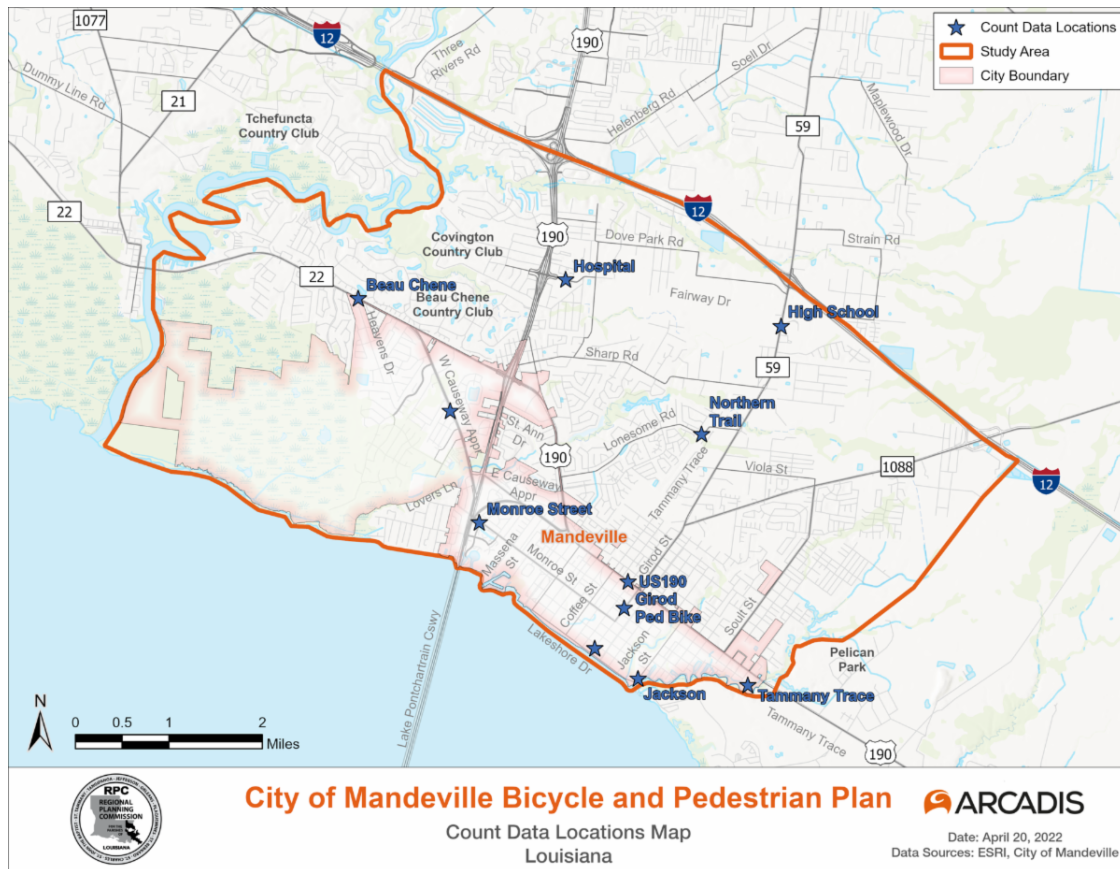 1077
12
190
Three
Rivers Rd
Soell Dr
Count Data Locations
Study Area
City Boundary
Dummy Line Rd
21
Tchefuncta
Country Club
Helenberg Rd
59
Maplewood Dr
22
12
Covington
Country Club
190
Dove Park Rd
Strain Rd
Hospital
22
Beau Chene
Beau Chene
Country Club
Fairway Dr
High School
Heavens Dr
Sharp Rd
59
W Causeway Appr
St. Ann
Dr
Northern
Trail
Lonesome Rd
190
Tammany Trace
Viola St
1088
12
E Causeway
Appr
Lovers Ln
Monroe Street
Mandeville
Massena
St
Monroe St
Girod St
US190
Girod
Ped Bike
Coffee St
Soult St
Jackson
St
Lakeshore Dr
Pelican
Park
Jackson
Tammany Trace
Tammany Trace
190
Lake Pontchartrain Cswy
N
0 0.5 1 2
Miles
RPC
REGIONAL
PLANNING
COMMISSION
LOUISIANA
City of Mandeville Bicycle and Pedestrian Plan
Count Data Locations Map
Louisiana
ARCADIS
Date: April 20, 2022
Data Sources: ESRI, City of Mandeville